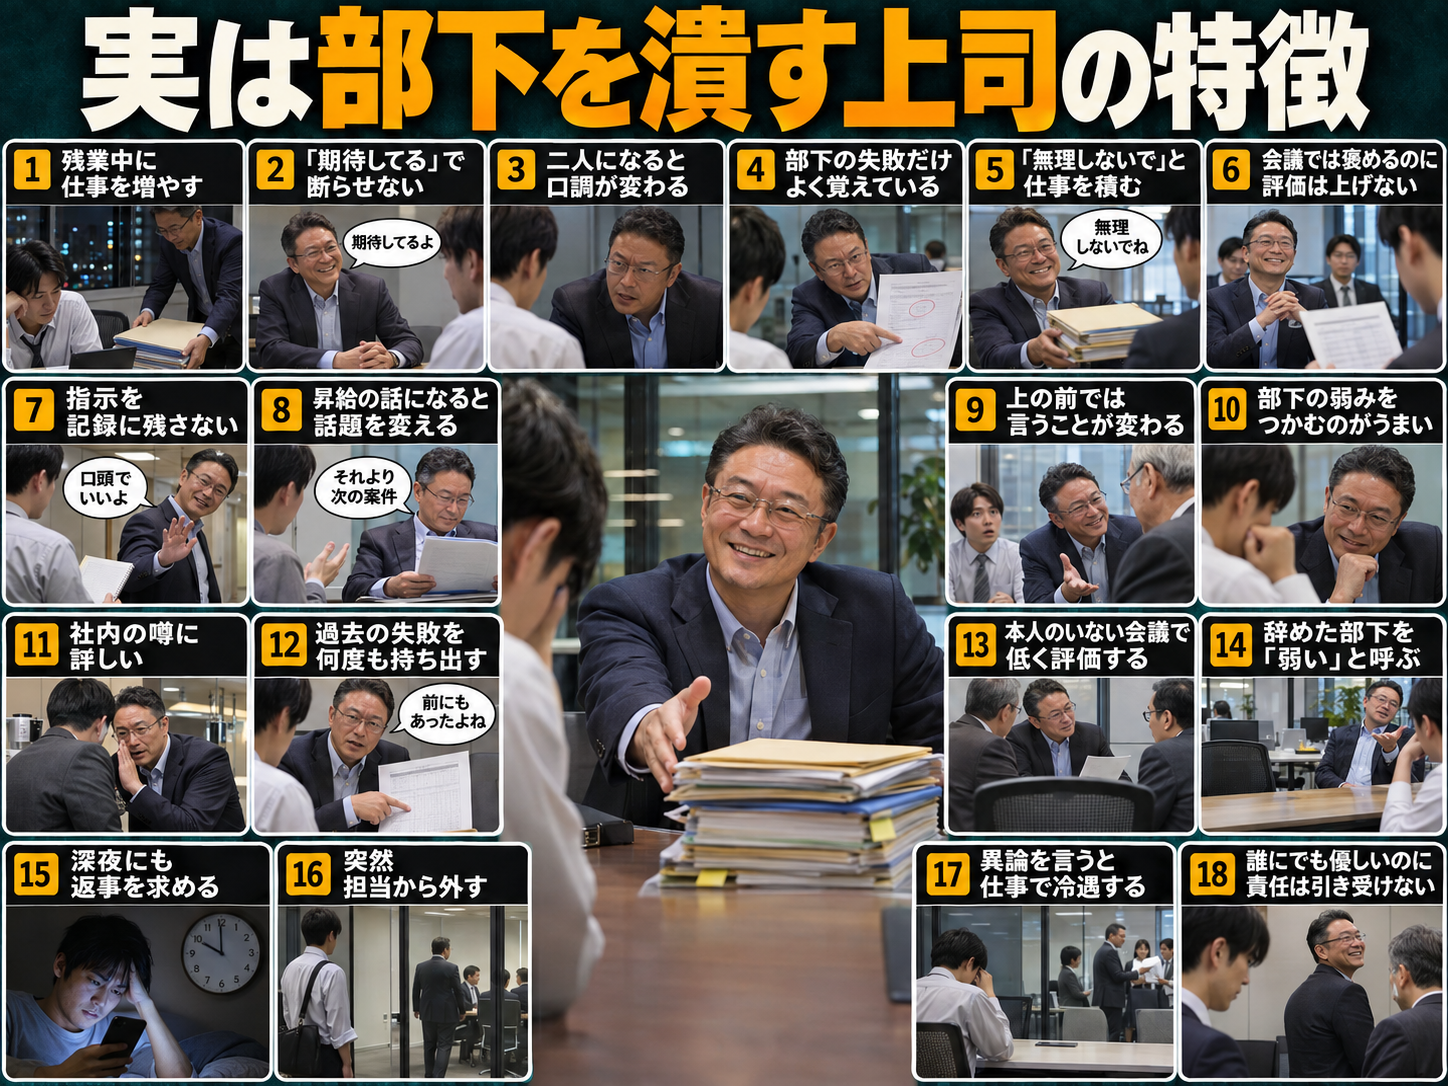 実は部下を潰す上司の特徴
1
残業中に
仕事を増やす
2
「期待してる」で
断らせない
期待してるよ
3
二人になると
口調が変わる
4
部下の失敗だけ
よく覚えている
5
「無理しないで」と
仕事を積む
無理
しないでね
6
会議では褒めるのに
評価は上げない
7
指示を
記録に残さない
口頭で
いいよ
8
昇給の話になると
話題を変える
それより
次の案件
9
上の前では
言うことが変わる
10
部下の弱みを
つかむのがうまい
11
社内の噂に
詳しい
12
過去の失敗を
何度も持ち出す
前にも
あったよね
13
本人のいない会議で
低く評価する
14
辞めた部下を
「弱い」と呼ぶ
15
深夜にも
返事を求める
16
突然
担当から外す
17
異論を言うと
仕事で冷遇する
18
誰にでも優しいのに
責任は引き受けない